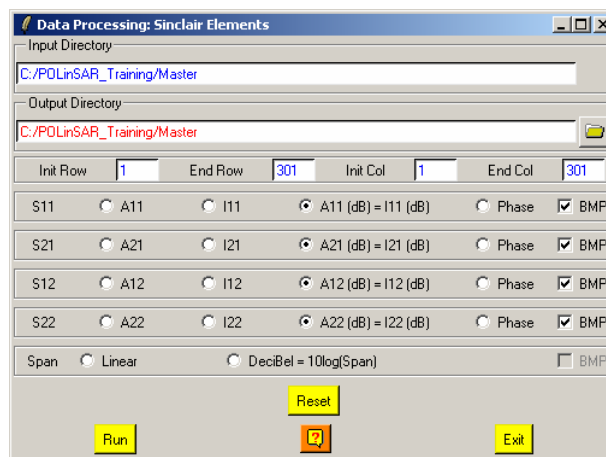 Data Processing: Sinclair Elements
Input Directory
C:/POLinSAR_Training/Master
Output Directory
C:/POLinSAR_Training/Master
Init Row 1 End Row 301 Init Col 1 End Col 301
S11 A11 I11 A11 (dB) = I11 (dB) Phase BMP
S21 A21 I21 A21 (dB) = I21 (dB) Phase BMP
S12 A12 I12 A12 (dB) = I12 (dB) Phase BMP
S22 A22 I22 A22 (dB) = I22 (dB) Phase BMP
Span Linear DeciBel = 10log(Span) BMP
Reset
Run ? Exit